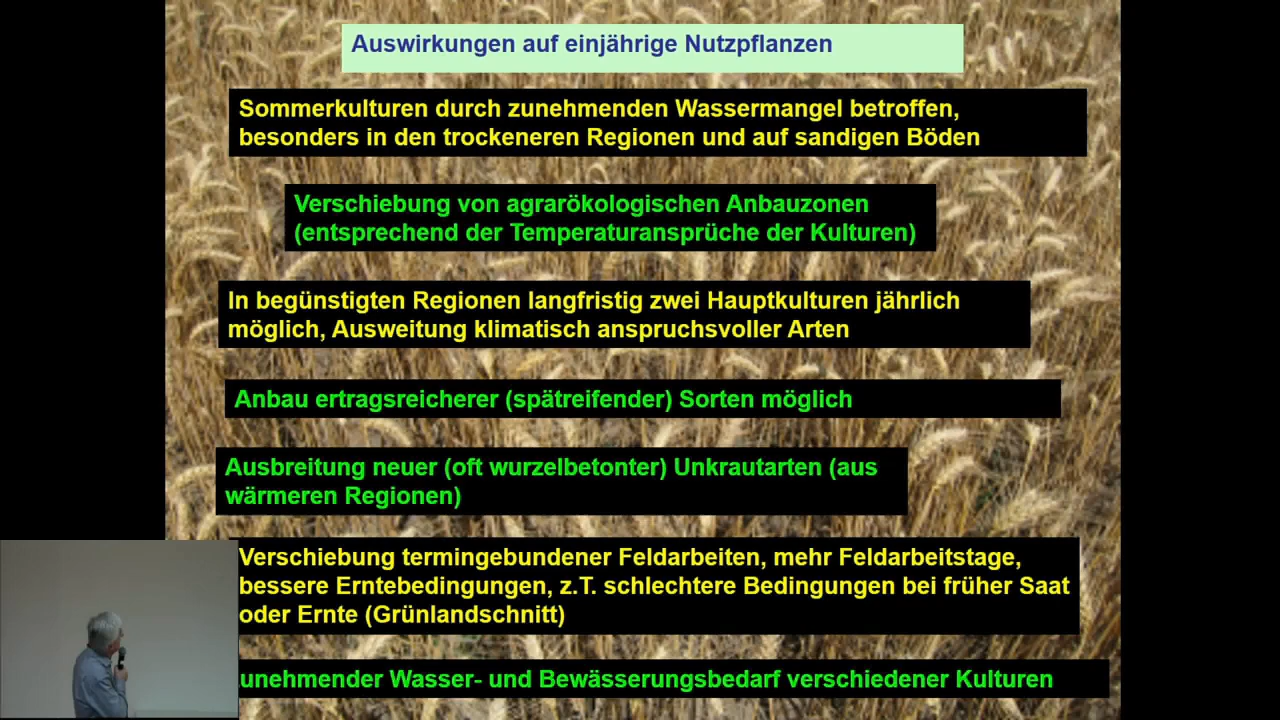 Auswirkungen auf einjährige Nutzpflanzen
Sommerkulturen durch zunehmenden Wassermangel betroffen,
besonders in den trockeneren Regionen und auf sandigen Böden
Verschiebung von agrarökologischen Anbauzonen
(entsprechend der Temperaturansprüche der Kulturen)
In begünstigten Regionen langfristig zwei Hauptkulturen jährlich
möglich, Ausweitung klimatisch anspruchsvoller Arten
Anbau ertragsreicherer (spätreifender) Sorten möglich
Ausbreitung neuer (oft wurzelbetonter) Unkrautarten (aus
wärmeren Regionen)
Verschiebung termingebundener Feldarbeiten, mehr Feldarbeitstage,
bessere Erntebedingungen, z.T. schlechtere Bedingungen bei früher Saat
oder Ernte (Grünlandschnitt)
unehmender Wasser- und Bewässerungsbedarf verschiedener Kulturen